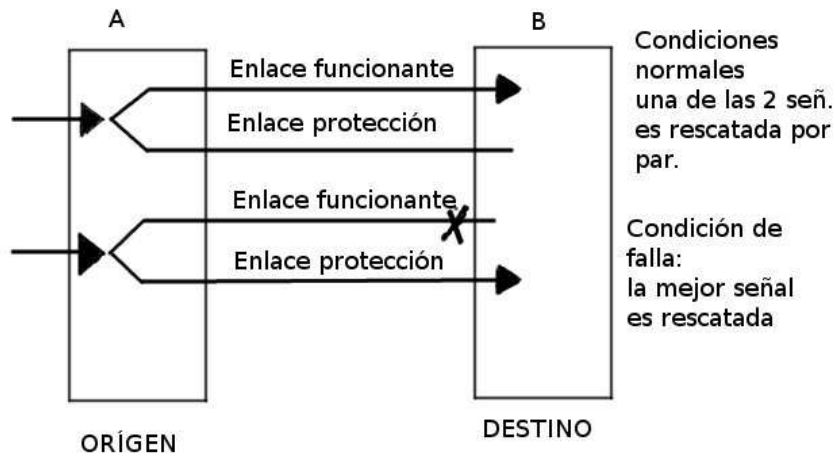 A
B
Enlace funcionante
Enlace protección
Enlace funcionante
Enlace protección
Condiciones
normales
una de las 2 señ.
es rescatada por
par.
Condición de
falla:
la mejor señal
es rescatada
ORÍGEN
DESTINO